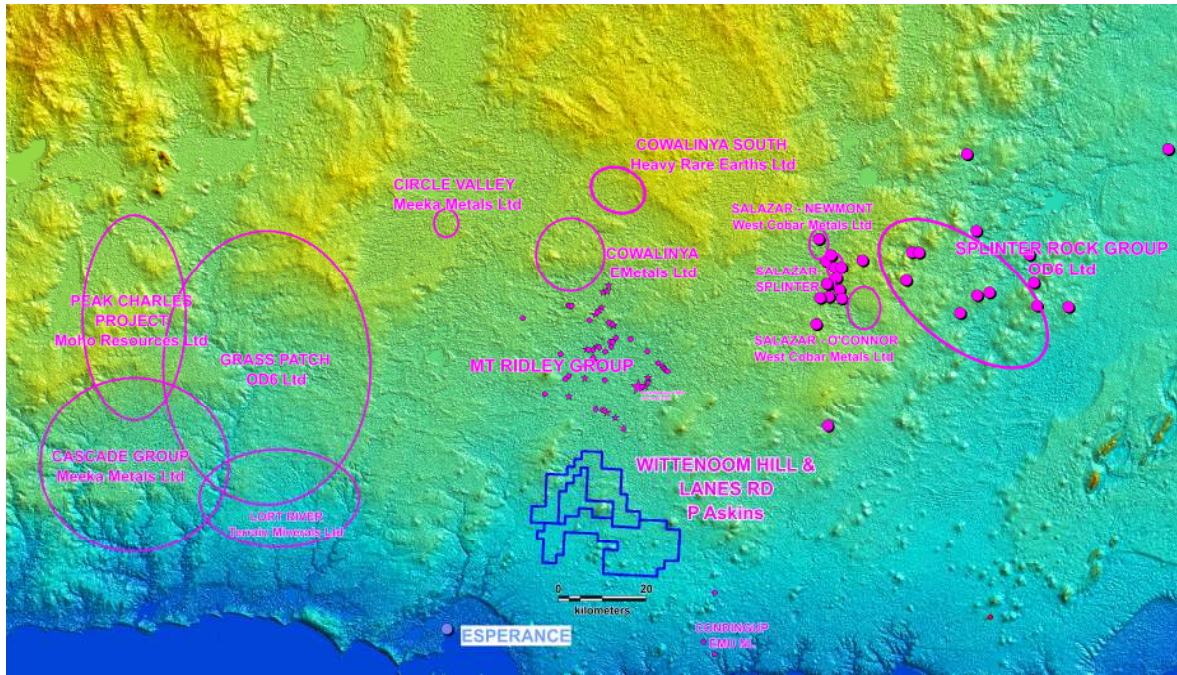 COWALINYA SOUTH
Heavy Rare Earths Ltd
CIRCLE VALLEY
Meeka Metals Ltd
SALAZAR - NEWMONT
West Cobar Metals Ltd
COWALINYA
EMetals Ltd
SPLINTER ROCK GROUP
OD6 Ltd
SALAZAR-
SPLINTER
PEAK CHARLES
PROJECT
Moho Resources Ltd
SALAZAR - O'CONNOR
West Cobar Metals Ltd
GRASS PATCH
OD6 Ltd
MT RIDLEY GROUP
CASCADE GROUP
Meeka Metals Ltd
WITTENOOM HILL &
LANES RD
P Askins
LORT RIVER
Terrain Minerals Ltd
0 20
kilometers
ESPERANCE
CONDINGUP
EMU NL